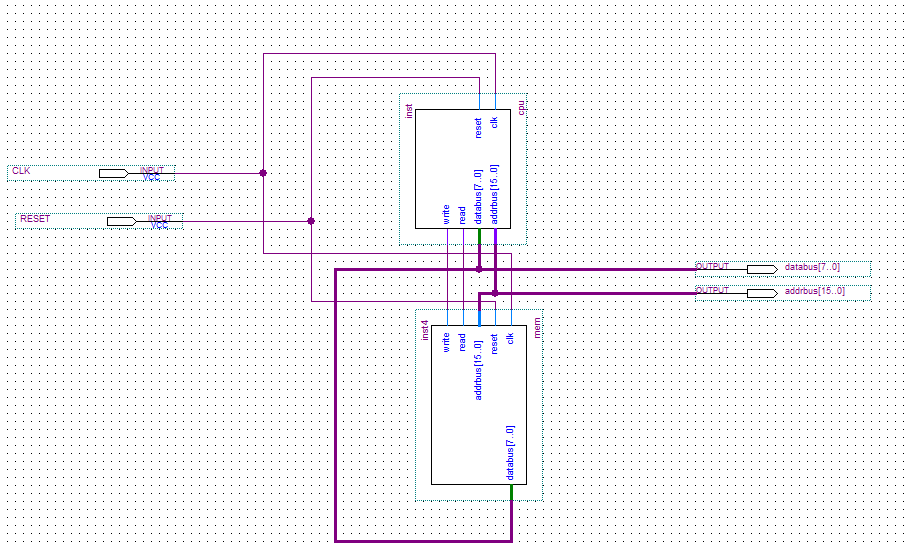 inst
cpu
reset
clk
CLK
INPUT
VCC
RESET
INPUT
VCC
write
read
databus[7..0]
addrbus[15..0]
OUTPUT
databus[7..0]
OUTPUT
addrbus[15..0]
inst4
mem
write
read
addrbus[15..0]
reset
clk
databus[7..0]